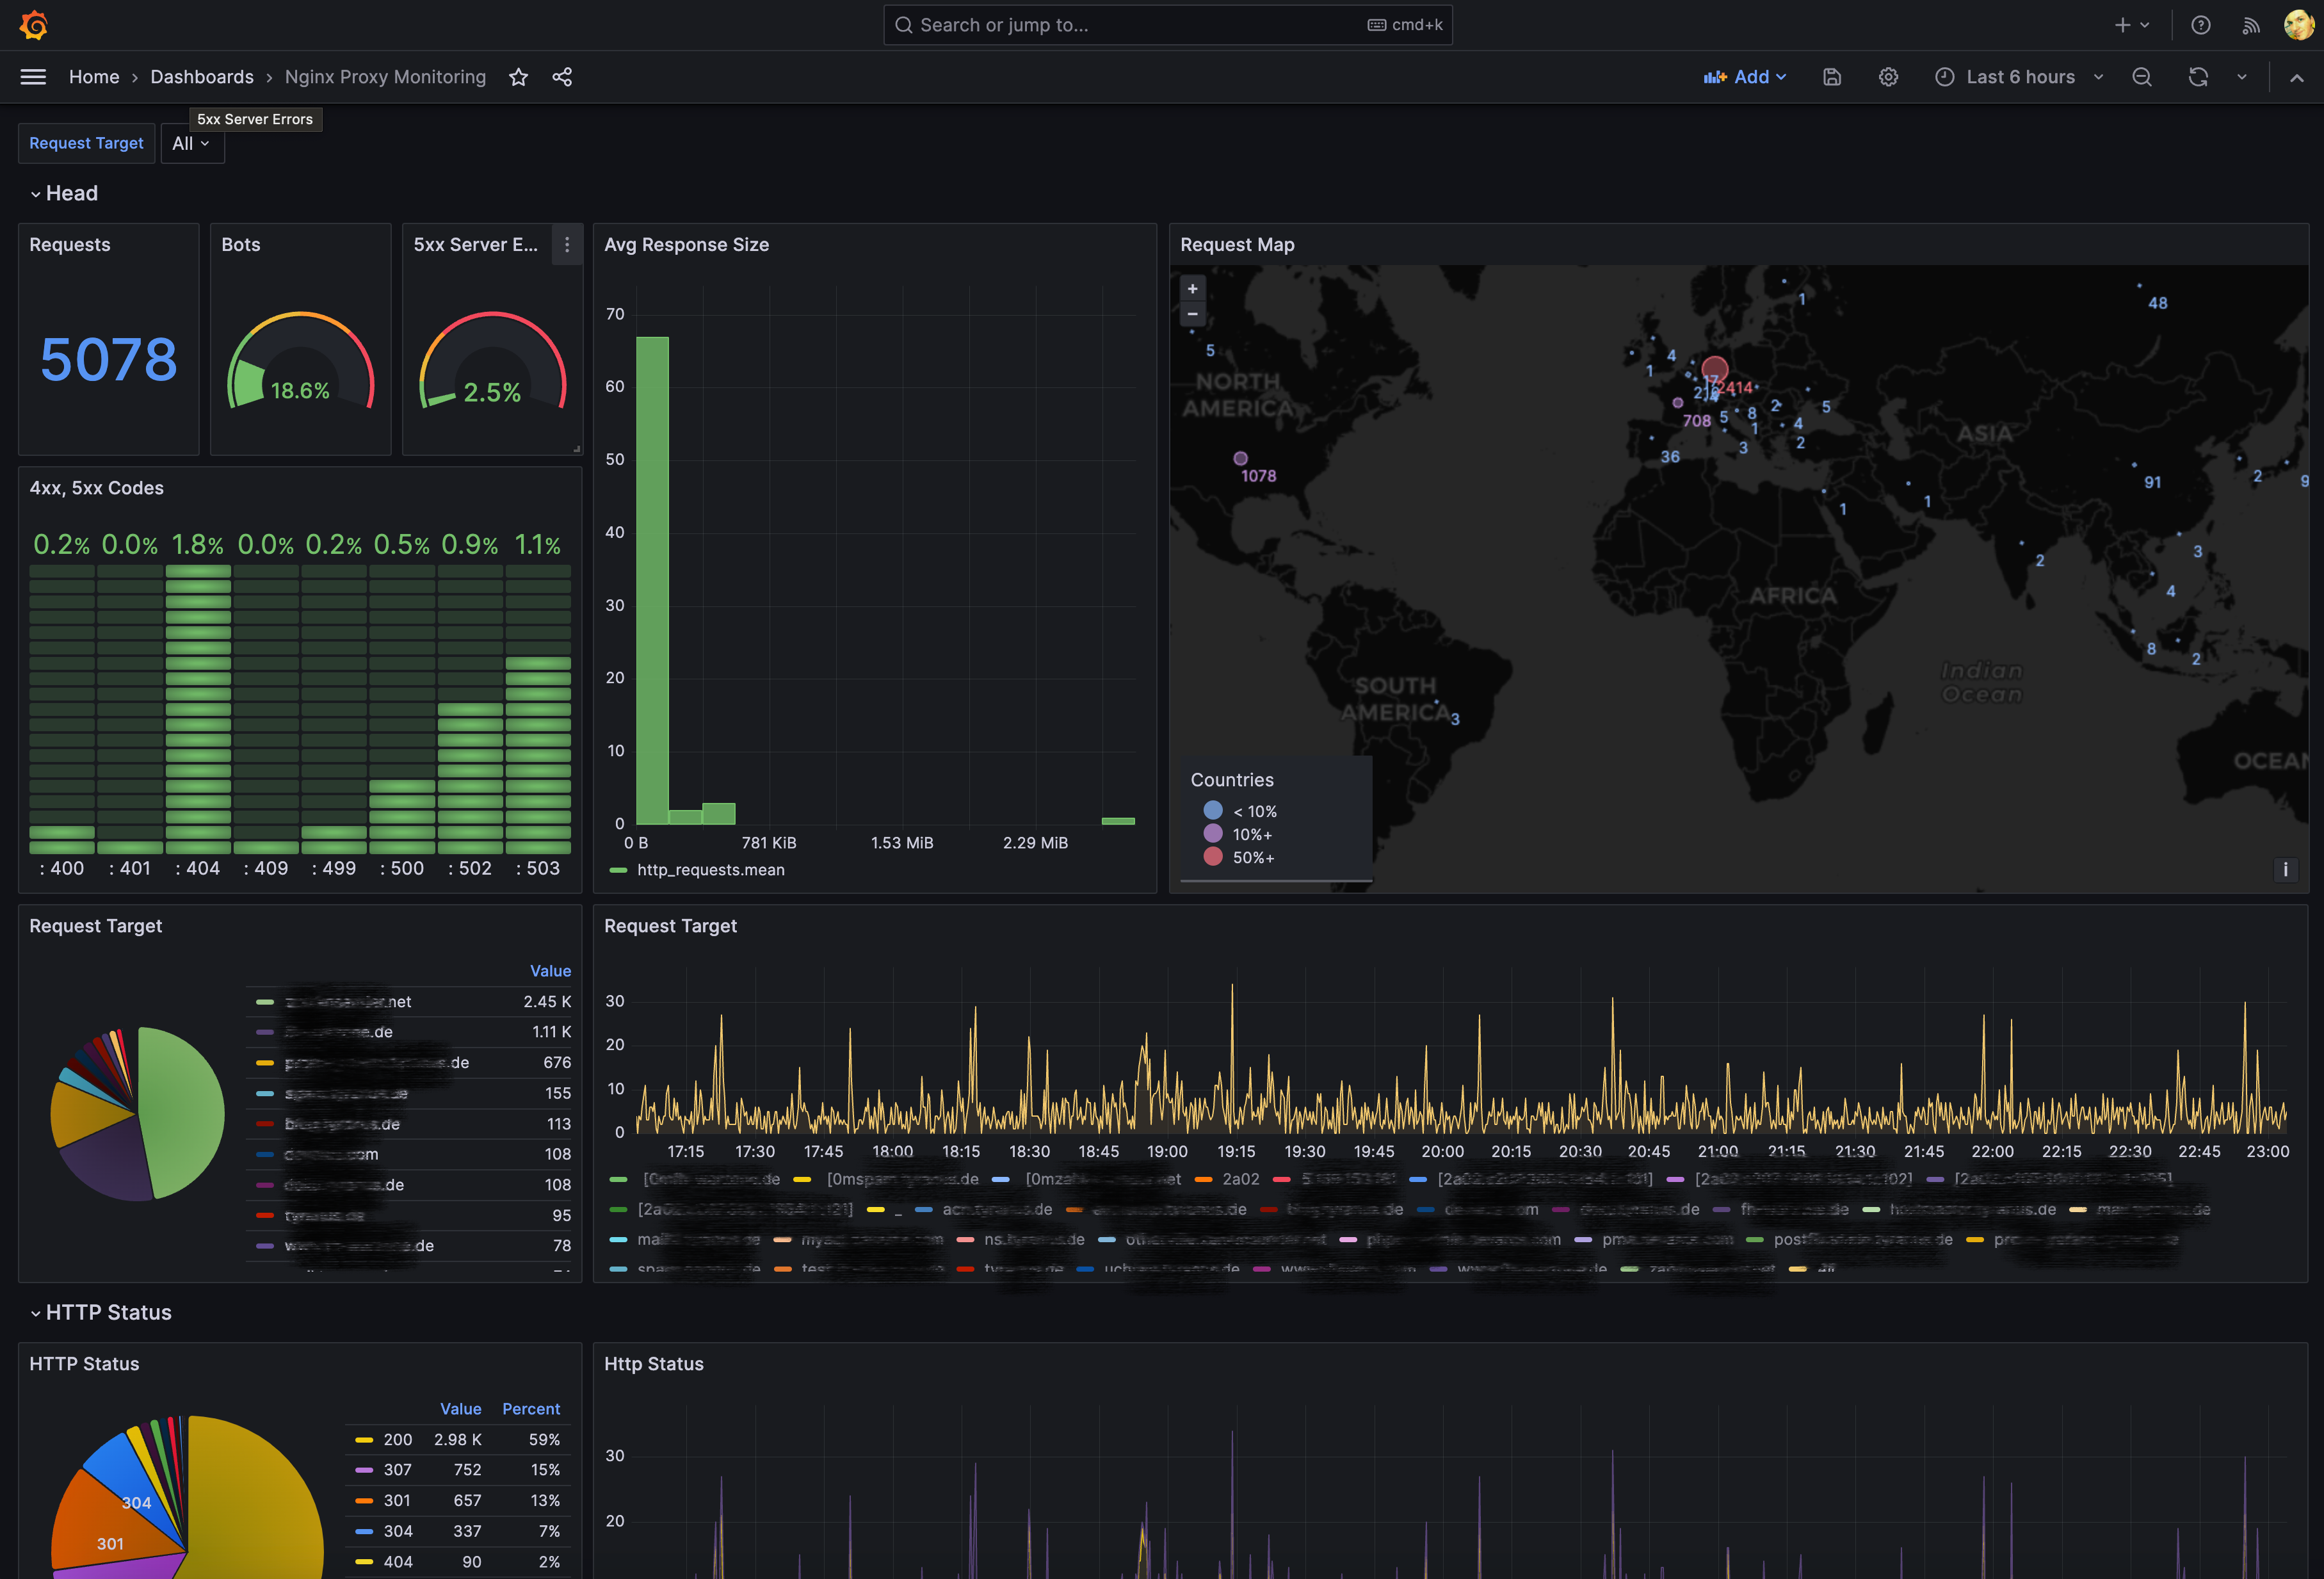 Search or jump to...
cmd+k
Home › Dashboards › Nginx Proxy Monitoring
Add
Last 6 hours
5xx Server Errors
Request Target
All
Head
Requests
5078
Bots
18.6%
5xx Server E...
2.5%
4xx, 5xx Codes
0.2% 0.0% 1.8% 0.0% 0.2% 0.5% 0.9% 1.1%
: 400 : 401 : 404 : 409 : 499 : 500 : 502 : 503
Avg Response Size
70
60
50
40
30
20
10
0
0 B 781 KiB 1.53 MiB 2.29 MiB
http_requests.mean
Request Map
+
−
1
48
5
4
1
17
2414
708
5
8
2
5
1
4
3
2
36
1078
91
2
9
1
1
2
3
4
8
2
3
NORTH
AMERICA
ASIA
AFRICA
SOUTH
AMERICA
Indian
Ocean
OCEAN
Countries
< 10%
10%+
50%+
i
Request Target
Value
.net 2.45 K
.de 1.11 K
.de 676
155
.de 113
108
.de 108
95
.de 78
Request Target
30
20
10
0
17:15 17:30 17:45 18:00 18:15 18:30 18:45 19:00 19:15 19:30 19:45 20:00 20:15 20:30 20:45 21:00 21:15 21:30 21:45 22:00 22:15 22:30 22:45 23:00
2a02
HTTP Status
HTTP Status
Value Percent
200 2.98 K 59%
307 752 15%
301 657 13%
304 337 7%
404 90 2%
304
301
Http Status
30
20